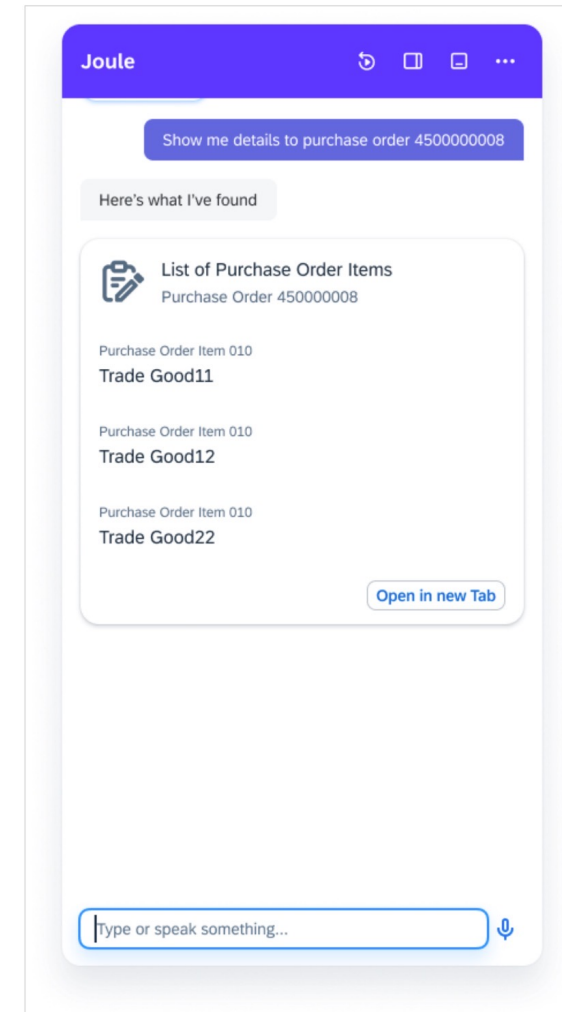 Joule
Show me details to purchase order 4500000008
Here's what I've found
List of Purchase Order Items
Purchase Order 450000008
Purchase Order Item 010
Trade Good11
Purchase Order Item 010
Trade Good12
Purchase Order Item 010
Trade Good22
Open in new Tab
Type or speak something...